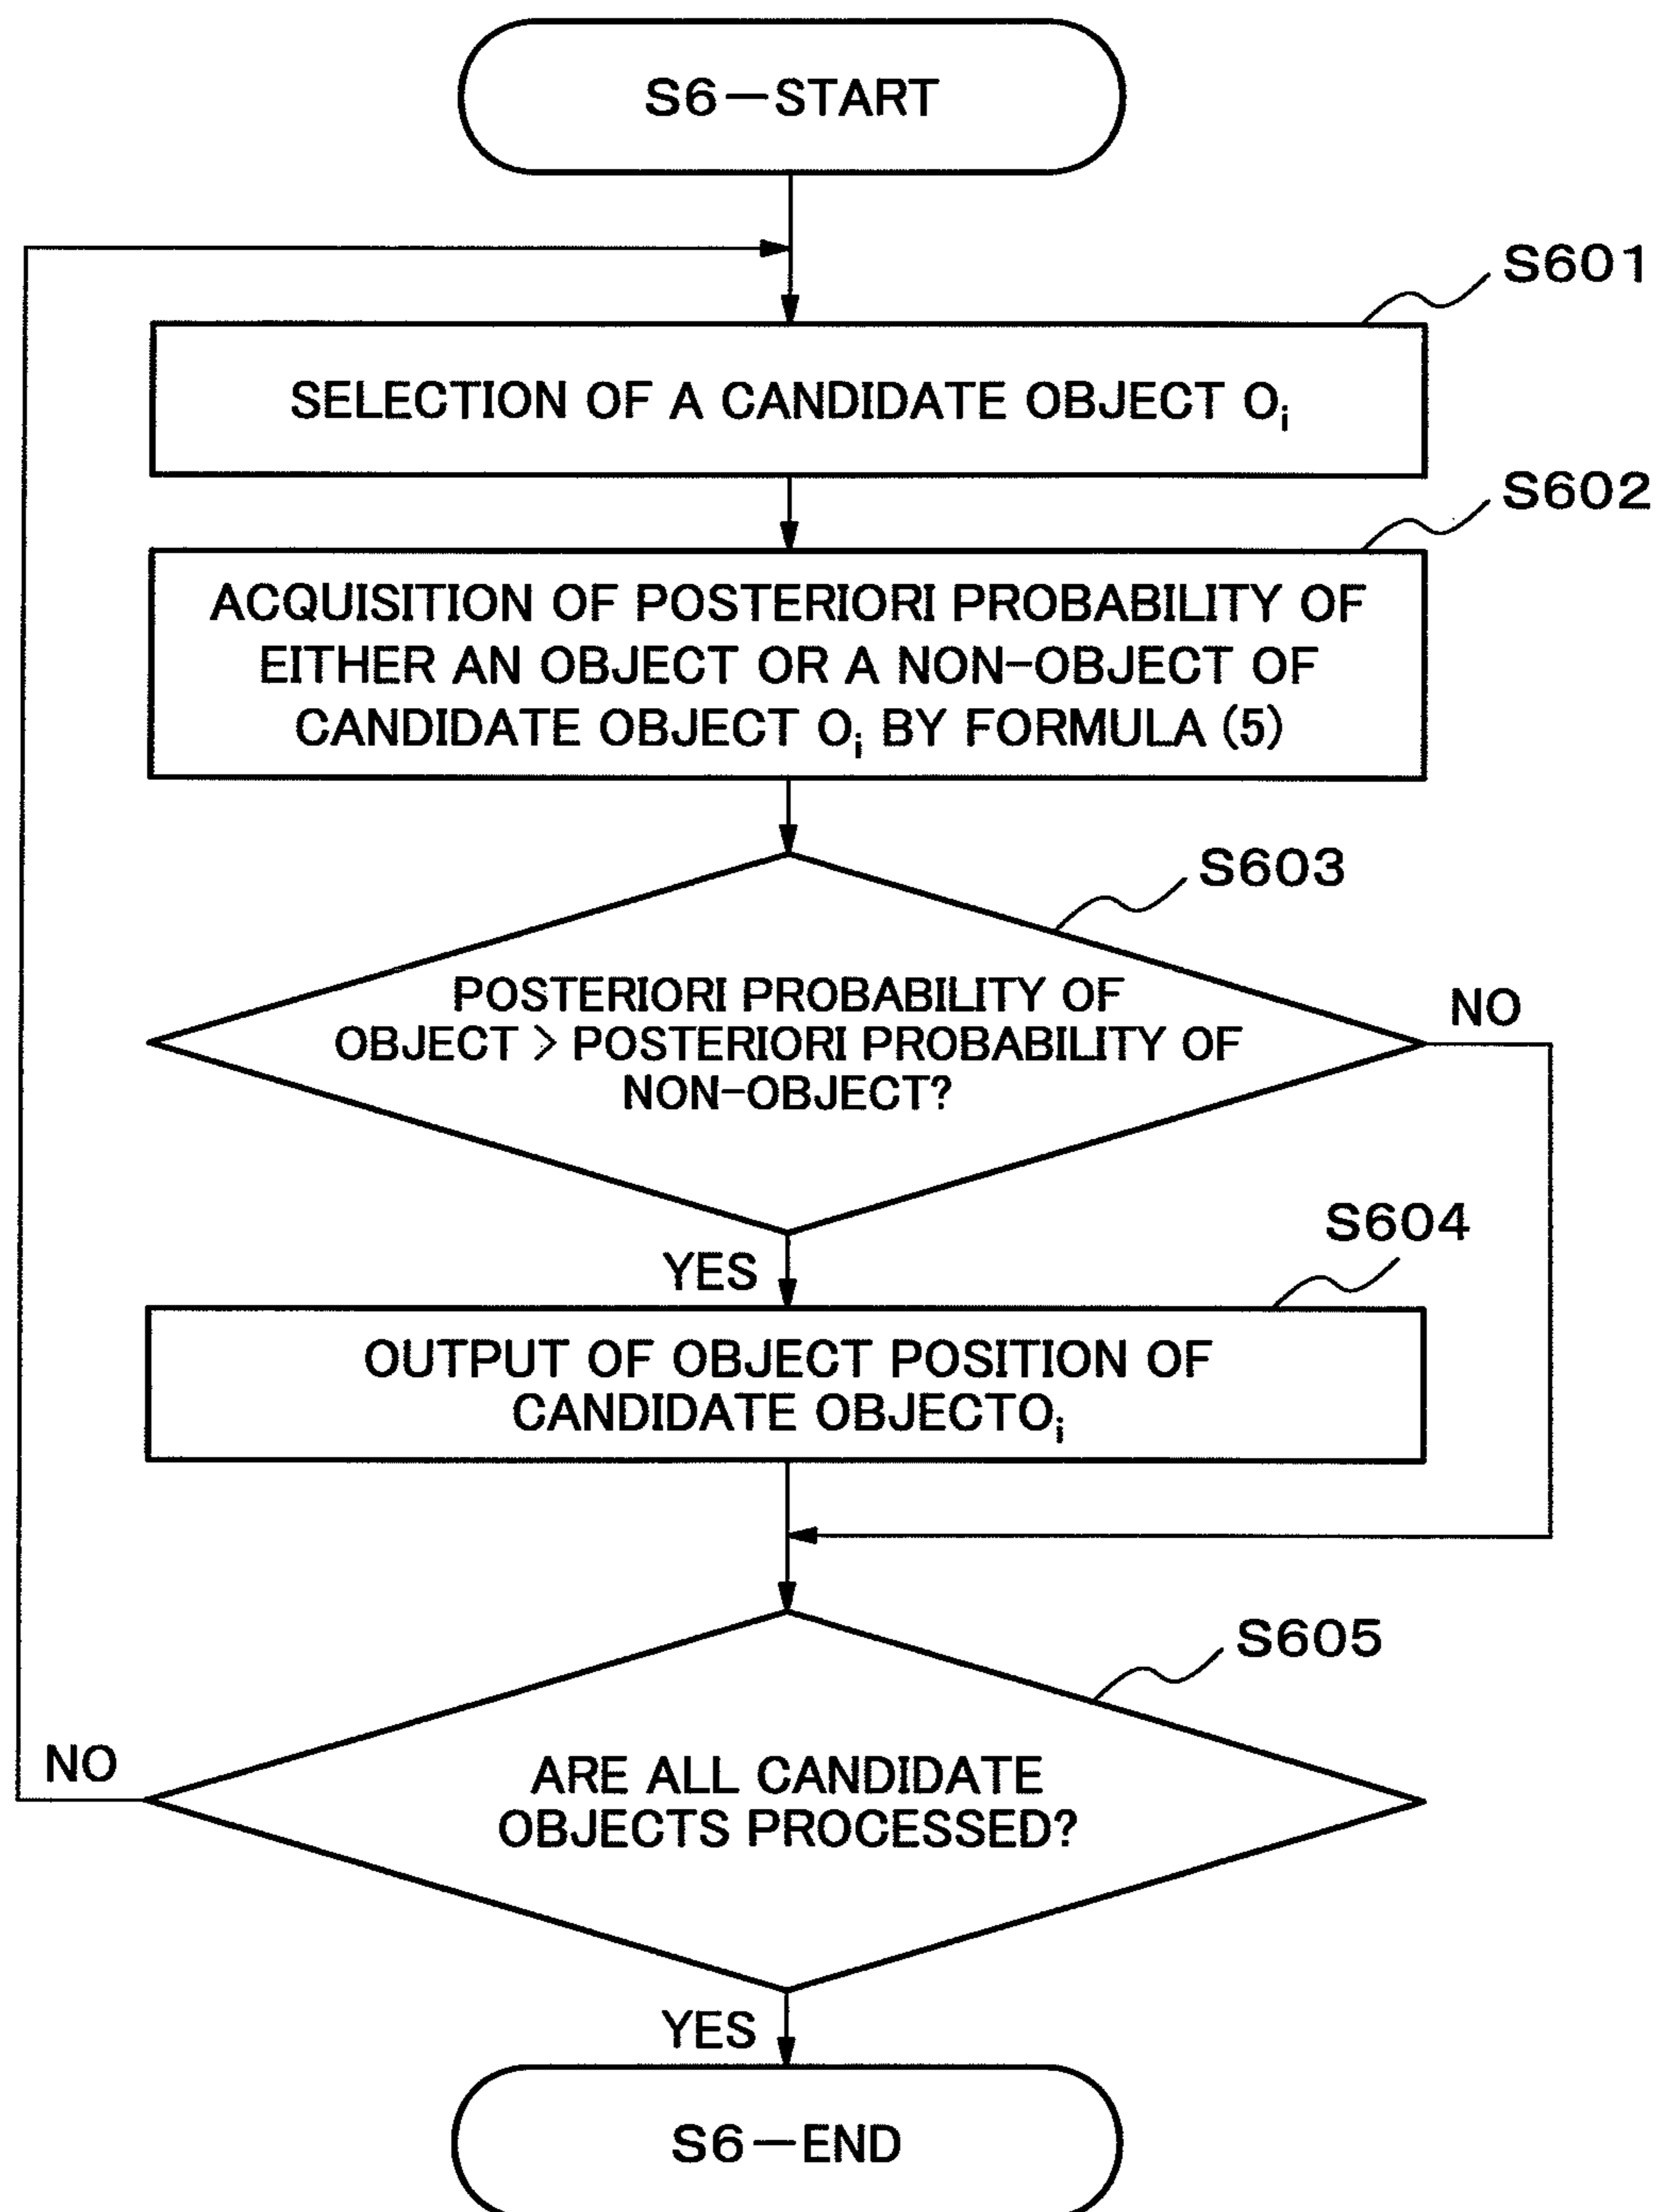 S6-START
S601
SELECTION OF A CANDIDATE OBJECT Oi
S602
ACQUISITION OF POSTERIORI PROBABILITY OF
EITHER AN OBJECT OR A NON-OBJECT OF
CANDIDATE OBJECT Oi BY FORMULA (5)
S603
POSTERIORI PROBABILITY OF
OBJECT > POSTERIORI PROBABILITY OF
NON-OBJECT?
NO
YES
S604
OUTPUT OF OBJECT POSITION OF
CANDIDATE OBJECTOi
S605
ARE ALL CANDIDATE
OBJECTS PROCESSED?
NO
YES
S6-END